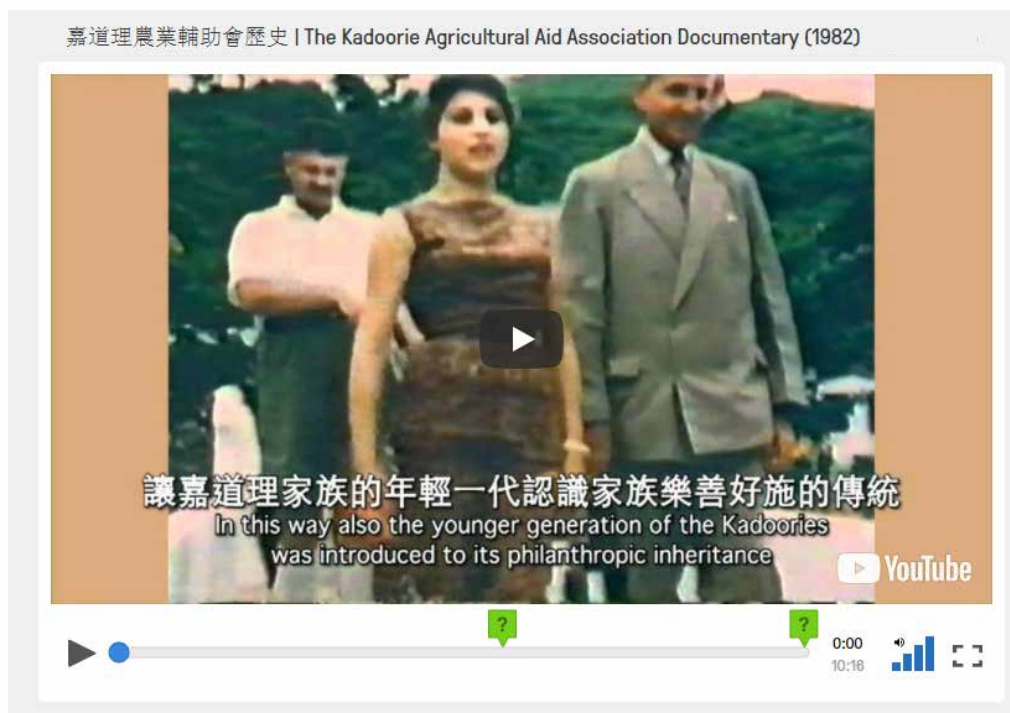 嘉道理農業輔助會歷史 | The Kadoorie Agricultural Aid Association Documentary (1982)
讓嘉道理家族的年輕一代認識家族樂善好施的傳統
In this way also the younger generation of the Kadoories
was introduced to its philanthropic inheritance
YouTube
? ?
0:00
10:16